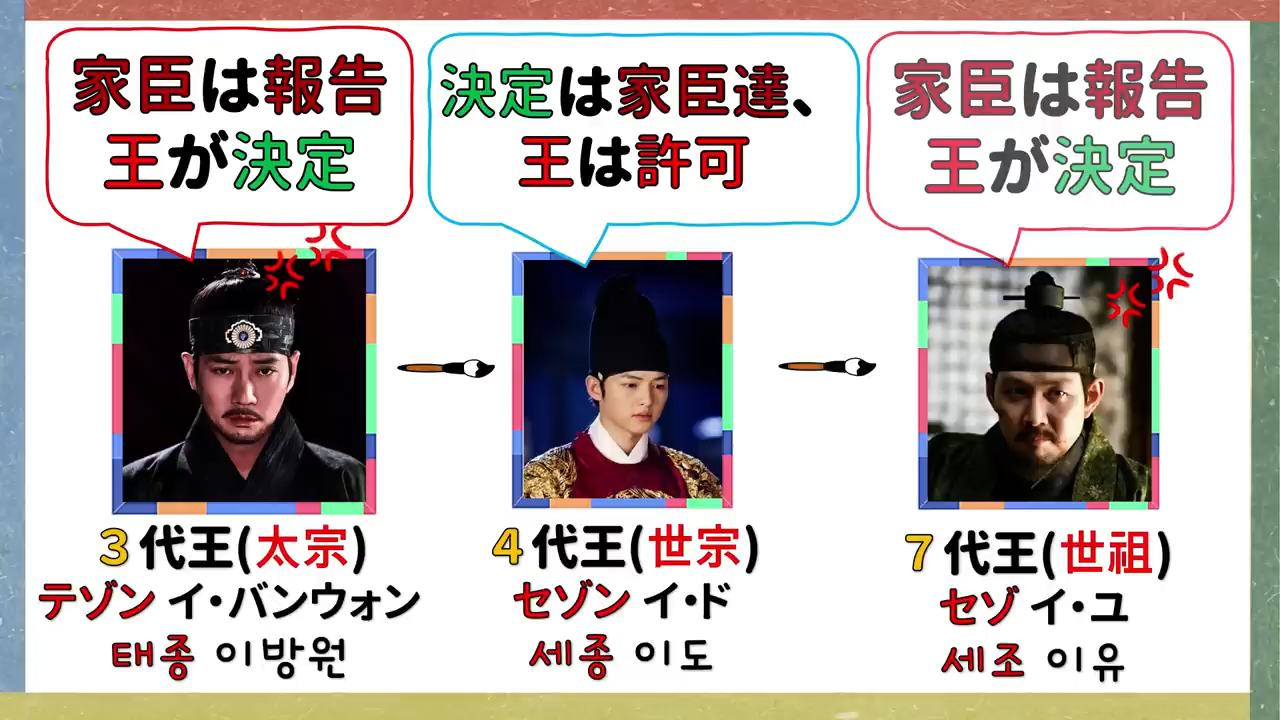 家臣は報告
王が決定
決定は家臣達、
王は許可
家臣は報告
王が決定
3代王(太宗)
テゾン イ・バンウォン
태종 이방원
4代王(世宗)
セゾン イ・ド
세종 이도
7代王(世祖)
セゾ イ・ユ
세조 이유